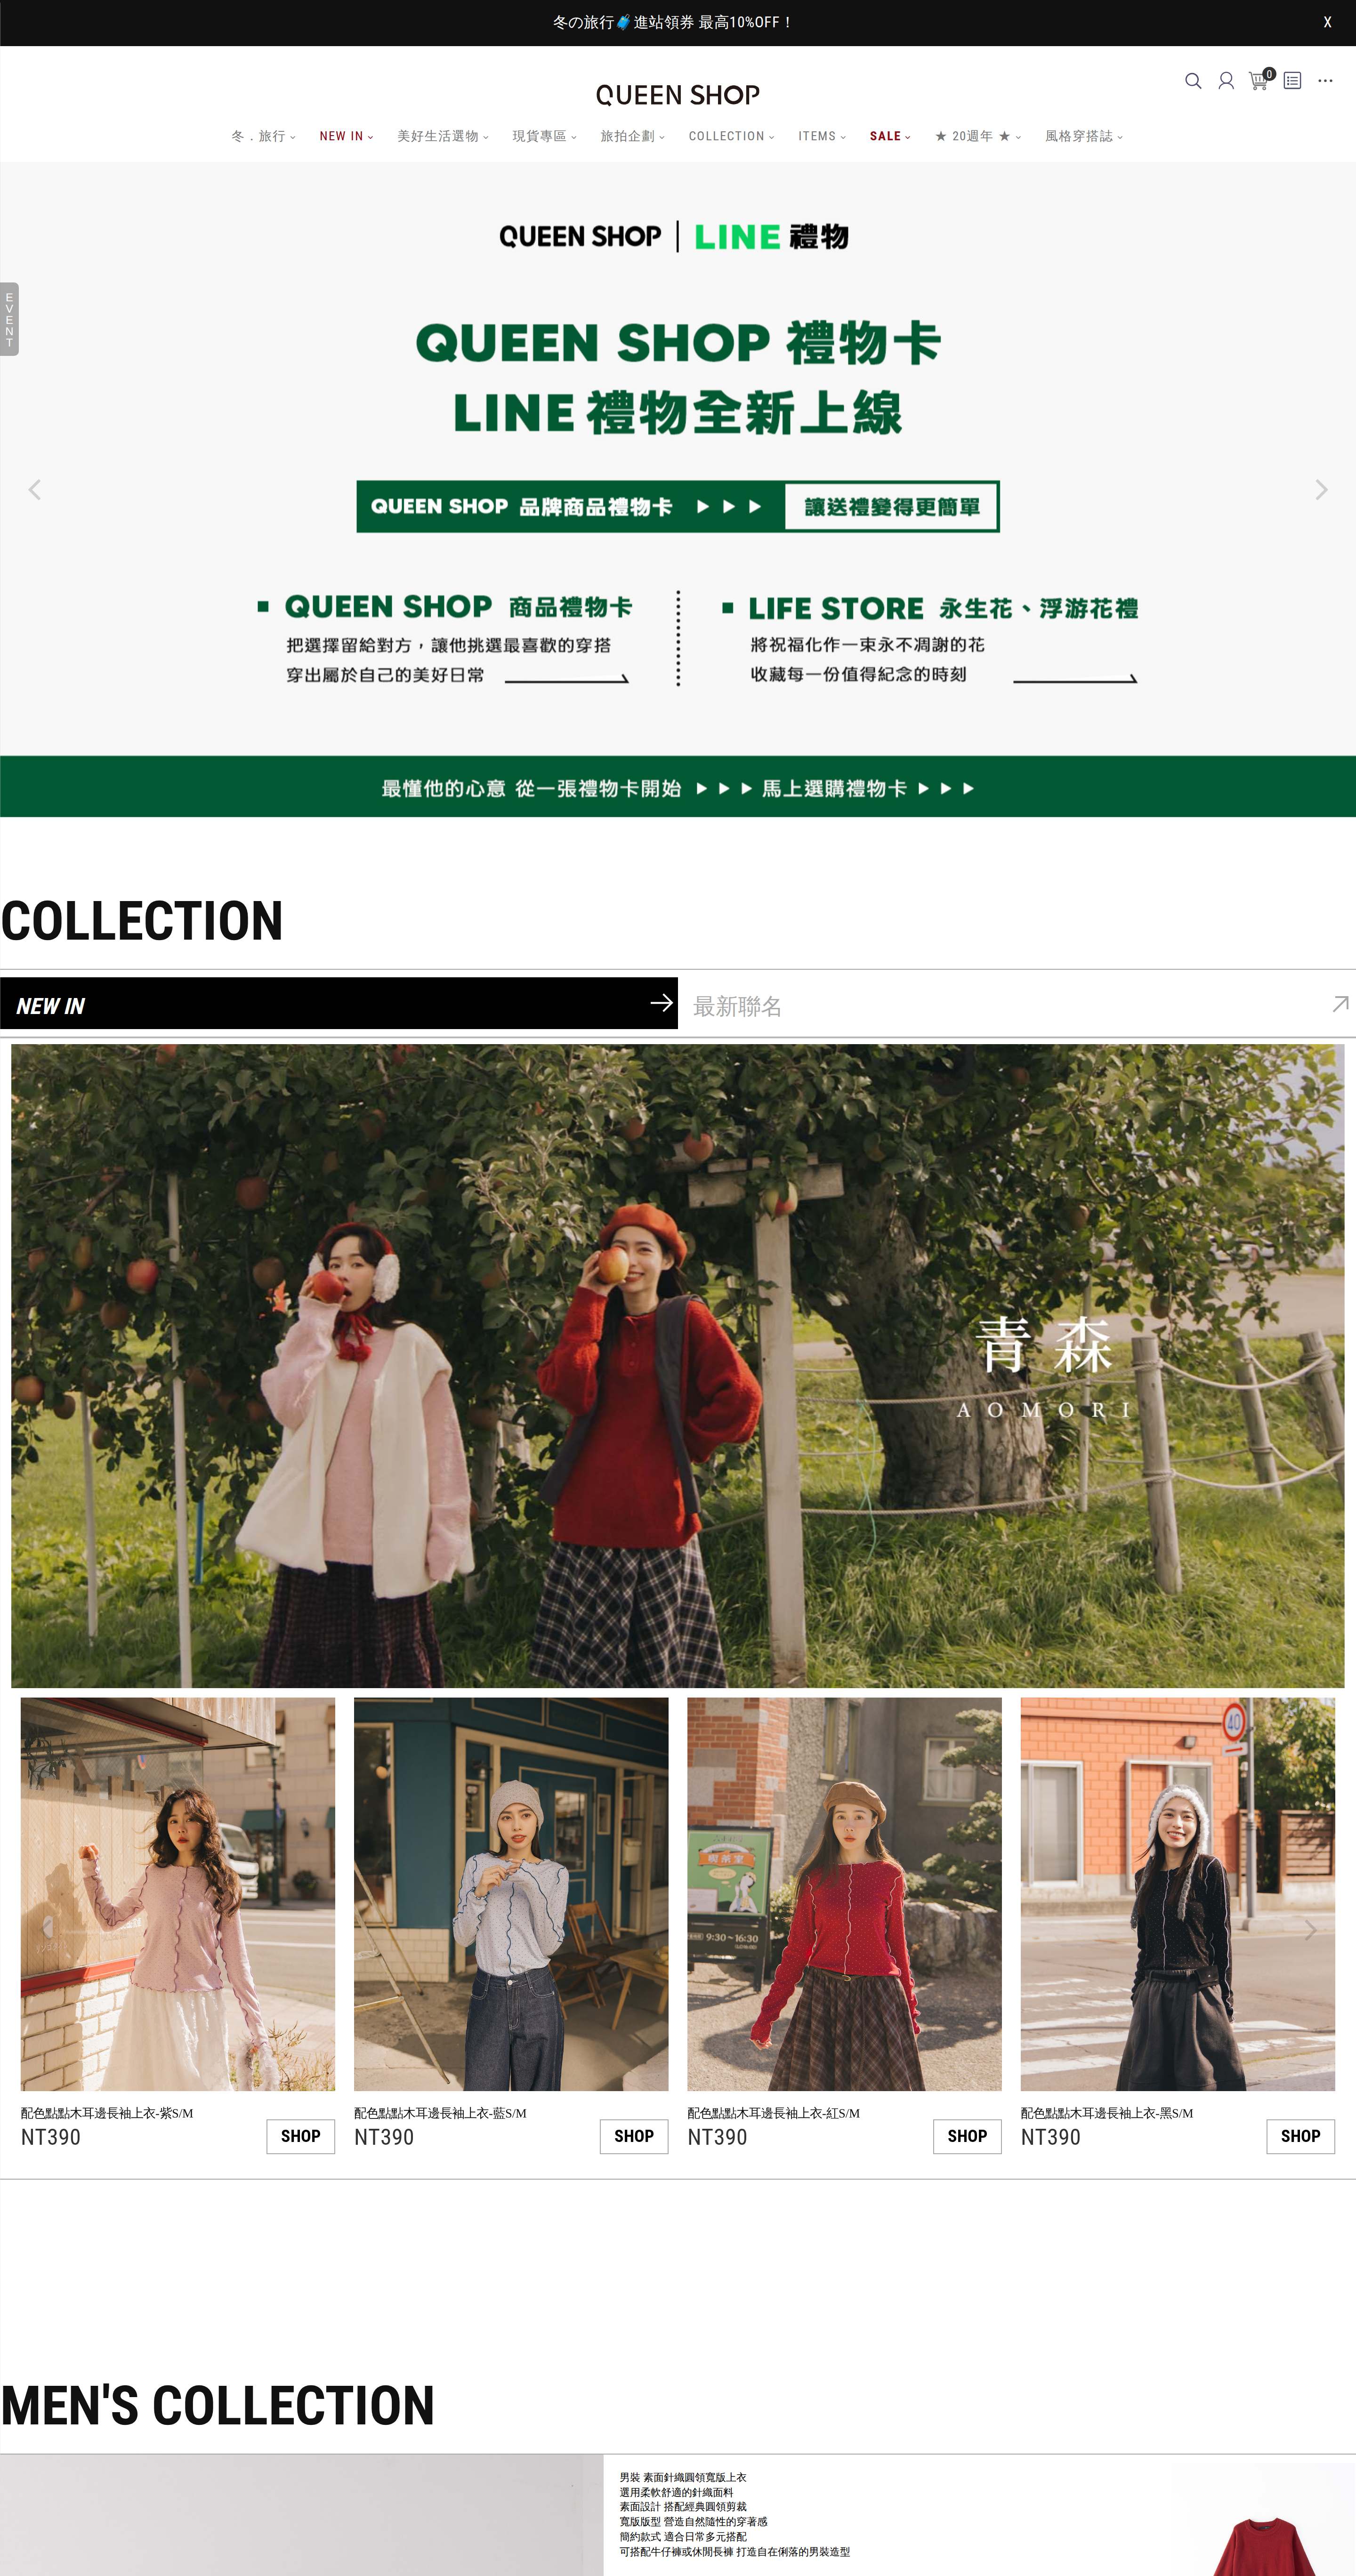 冬の旅行🧳進站領券 最高10%OFF！
X
0
QUEEN SHOP
冬．旅行
NEW IN
美好生活選物
現貨專區
旅拍企劃
COLLECTION
ITEMS
SALE
★ 20週年 ★
風格穿搭誌
QUEEN SHOP | LINE 禮物
EVENT
QUEEN SHOP 禮物卡
LINE 禮物全新上線
QUEEN SHOP 品牌商品禮物卡 ▶ ▶ ▶ 讓送禮變得更簡單
■ QUEEN SHOP 商品禮物卡
把選擇留給對方，讓他挑選最喜歡的穿搭
穿出屬於自己的美好日常
■ LIFE STORE 永生花、浮游花禮
將祝福化作一束永不凋謝的花
收藏每一份值得紀念的時刻
最懂他的心意 從一張禮物卡開始 ▶ ▶ ▶ 馬上選購禮物卡 ▶ ▶ ▶
COLLECTION
NEW IN
最新聯名
青森
AOMORI
40
喫茶室
9:30～16:30
配色點點木耳邊長袖上衣-紫S/M
NT390
SHOP
配色點點木耳邊長袖上衣-藍S/M
NT390
SHOP
配色點點木耳邊長袖上衣-紅S/M
NT390
SHOP
配色點點木耳邊長袖上衣-黑S/M
NT390
SHOP
MEN'S COLLECTION
男裝 素面針織圓領寬版上衣
選用柔軟舒適的針織面料
素面設計 搭配經典圓領剪裁
寬版版型 營造自然隨性的穿著感
簡約款式 適合日常多元搭配
可搭配牛仔褲或休閒長褲 打造自在俐落的男裝造型